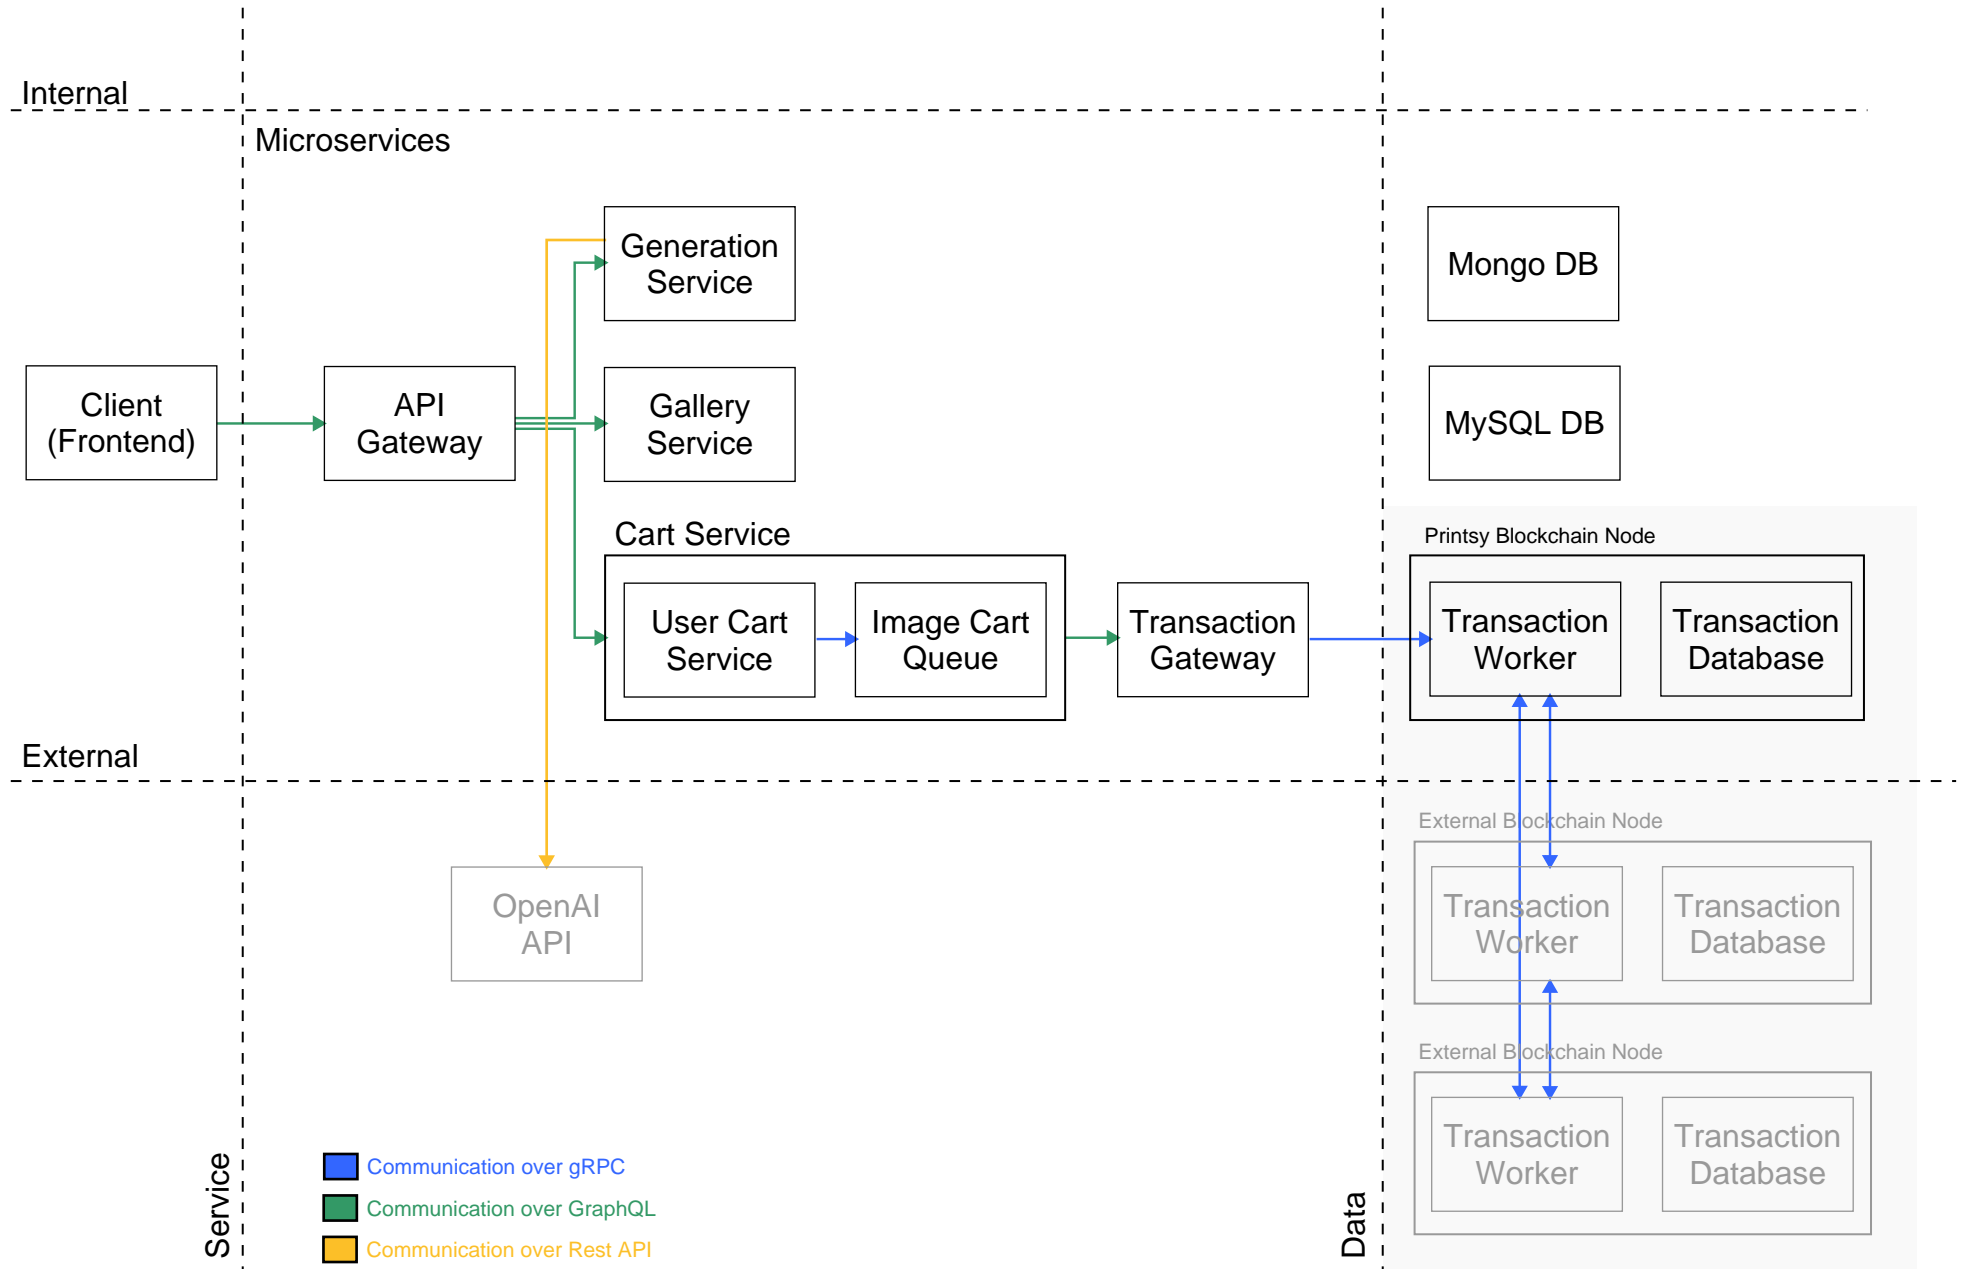 Internal
Microservices
Generation
Service
Mongo DB
Client
(Frontend)
API
Gateway
Gallery
Service
MySQL DB
Cart Service
Printsy Blockchain Node
User Cart
Service
Image Cart
Queue
Transaction
Gateway
Transaction
Worker
Transaction
Database
External
External Blockchain Node
OpenAI
API
Transaction
Worker
Transaction
Database
External Blockchain Node
Transaction
Worker
Transaction
Database
Service
Communication over gRPC
Communication over GraphQL
Communication over Rest API
Data